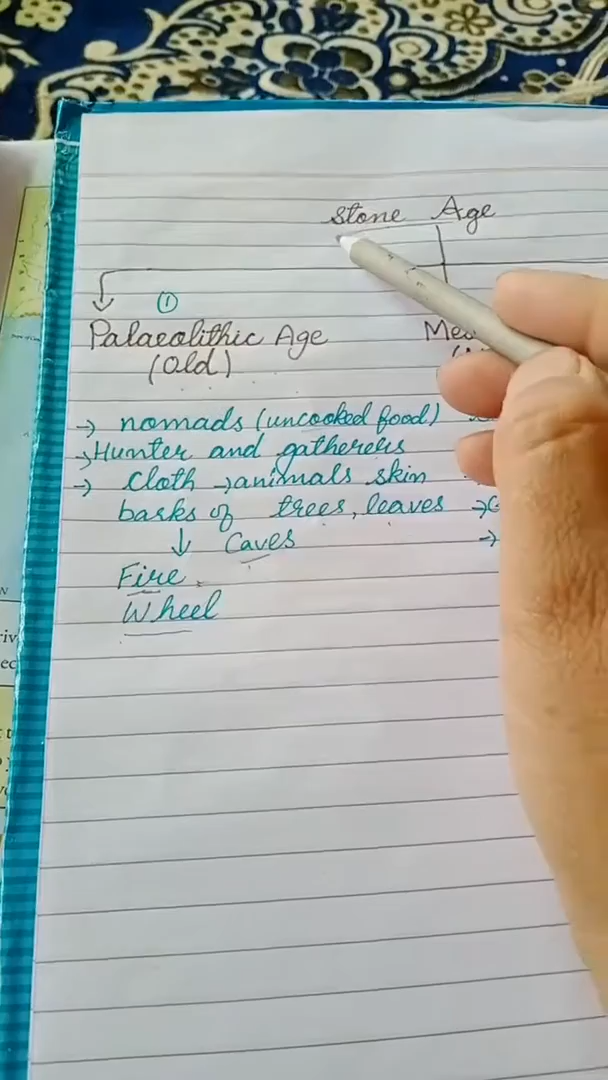 Stone Age
①
Palaeolithic Age
(Old)
→ nomads (uncooked food)
→ Hunter and gatherers
→ cloth → animals skin
barks of trees, leaves →
↓ Caves →
Fire
Wheel